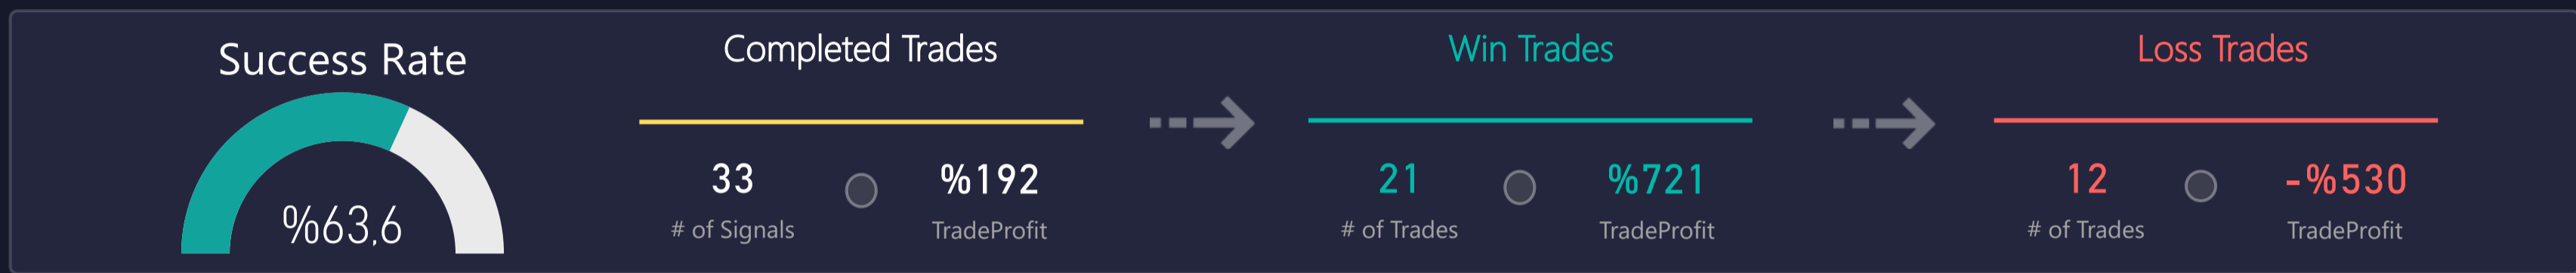 Success Rate
%63,6
Completed Trades
33
# of Signals
%192
TradeProfit
Win Trades
21
# of Trades
%721
TradeProfit
Loss Trades
12
# of Trades
-%530
TradeProfit